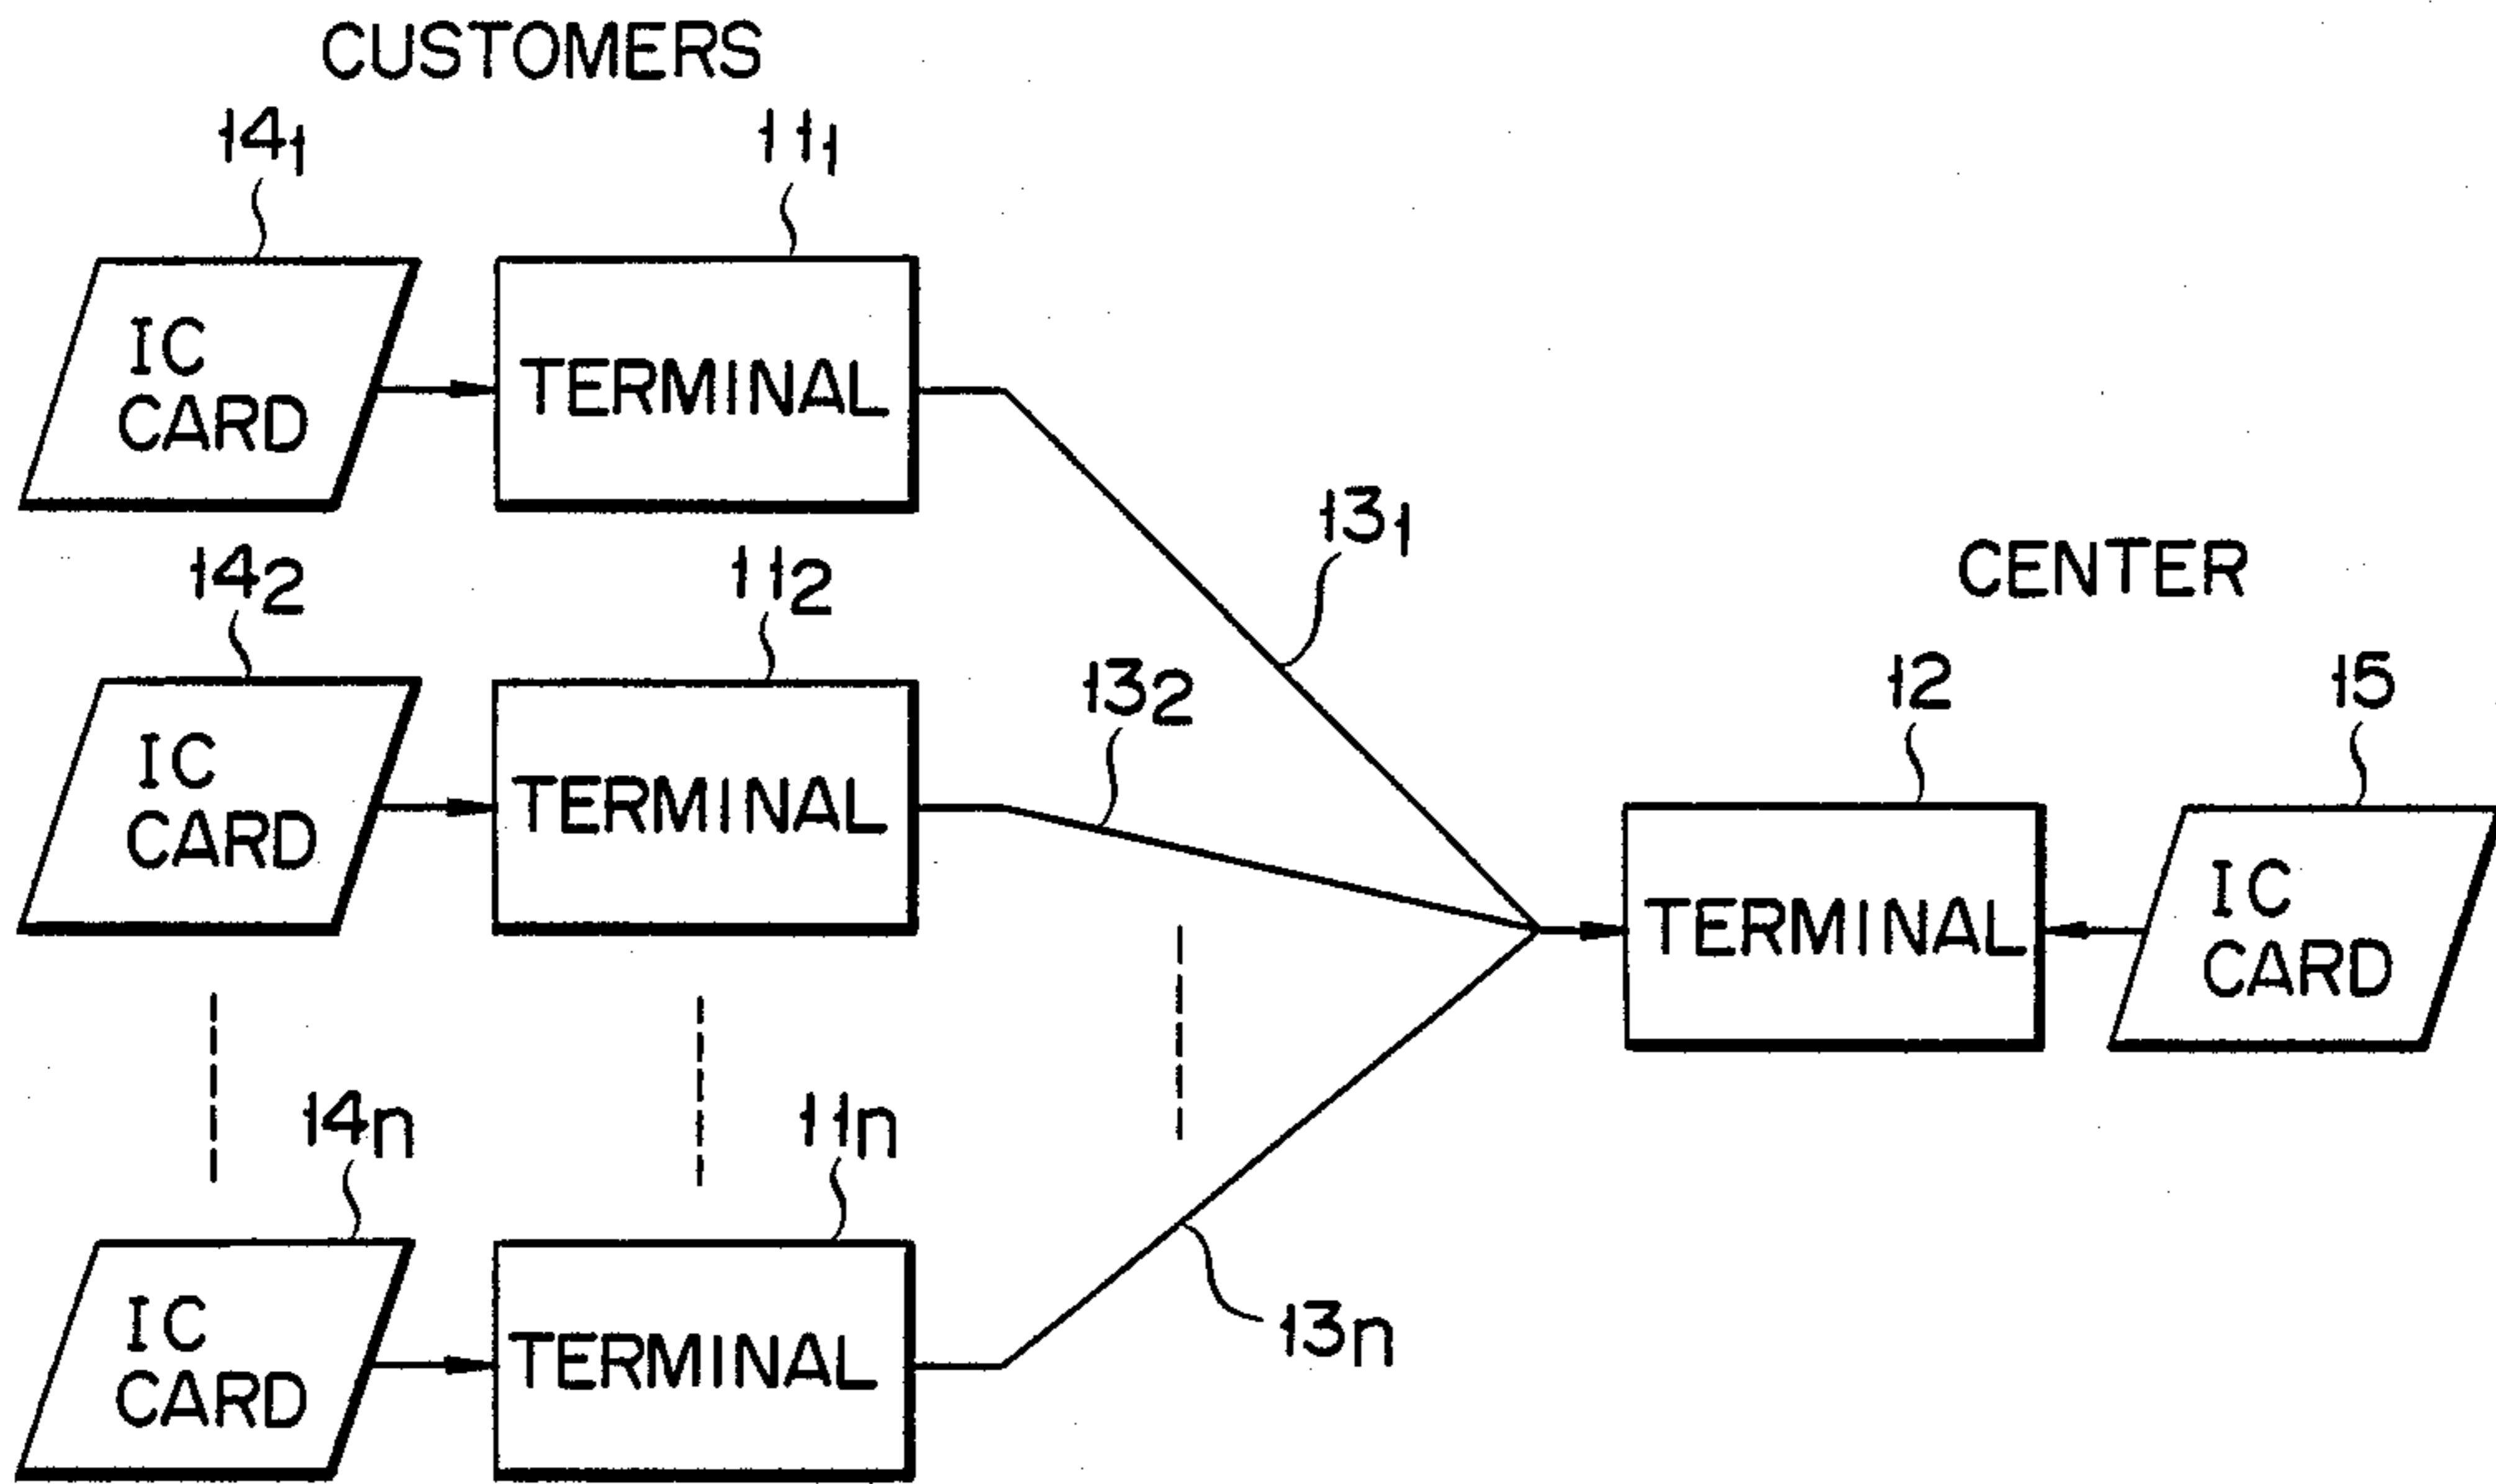 CUSTOMERS
14₁
11₁
IC
CARD
TERMINAL
13₁
14₂
11₂
CENTER
IC
CARD
TERMINAL
13₂
12
15
TERMINAL
IC
CARD
14n
11n
IC
CARD
TERMINAL
13n